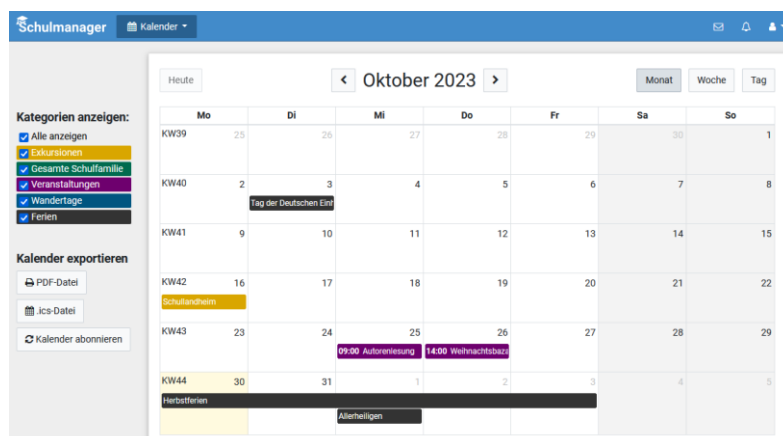 Schulmanager
Kalender
Heute
Oktober 2023
Monat
Woche
Tag
Kategorien anzeigen:
Alle anzeigen
Exkursionen
Gesamte Schulfamilie
Veranstaltungen
Wandertage
Ferien
Kalender exportieren
PDF-Datei
.ics-Datei
Kalender abonnieren
Mo Di Mi Do Fr Sa So
KW39 25 26 27 28 29 30 1
KW40 2 3 4 5 6 7 8
Tag der Deutschen Einh
KW41 9 10 11 12 13 14 15
KW42 16 17 18 19 20 21 22
Schullandheim
KW43 23 24 25 26 27 28 29
09:00 Autorenlesung 14:00 Weihnachtsbaza
KW44 30 31 1 2 3 4 5
Herbstferien
Allerheiligen